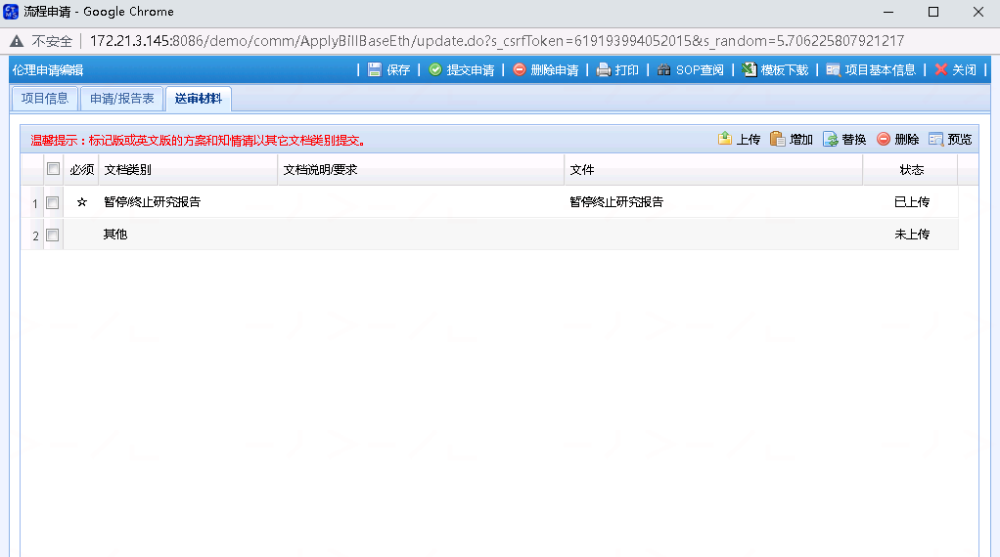 流程申请 - Google Chrome
不安全 | 172.21.3.145:8086/demo/comm/ApplyBillBaseEth/update.do?s_csrfToken=619193994052015&s_random=5.706225807921217
伦理申请编辑 | 保存 | 提交申请 | 删除申请 | 打印 | SOP查阅 | 模板下载 | 项目基本信息 | 关闭 |
项目信息 申请/报告表 送审材料
温馨提示：标记版或英文版的方案和知情请以其它文档类别提交。 上传 增加 替换 删除 预览
必须 文档类别 文档说明/要求 文件 状态
1 ☆ 暂停/终止研究报告 暂停终止研究报告 已上传
2 其他 未上传